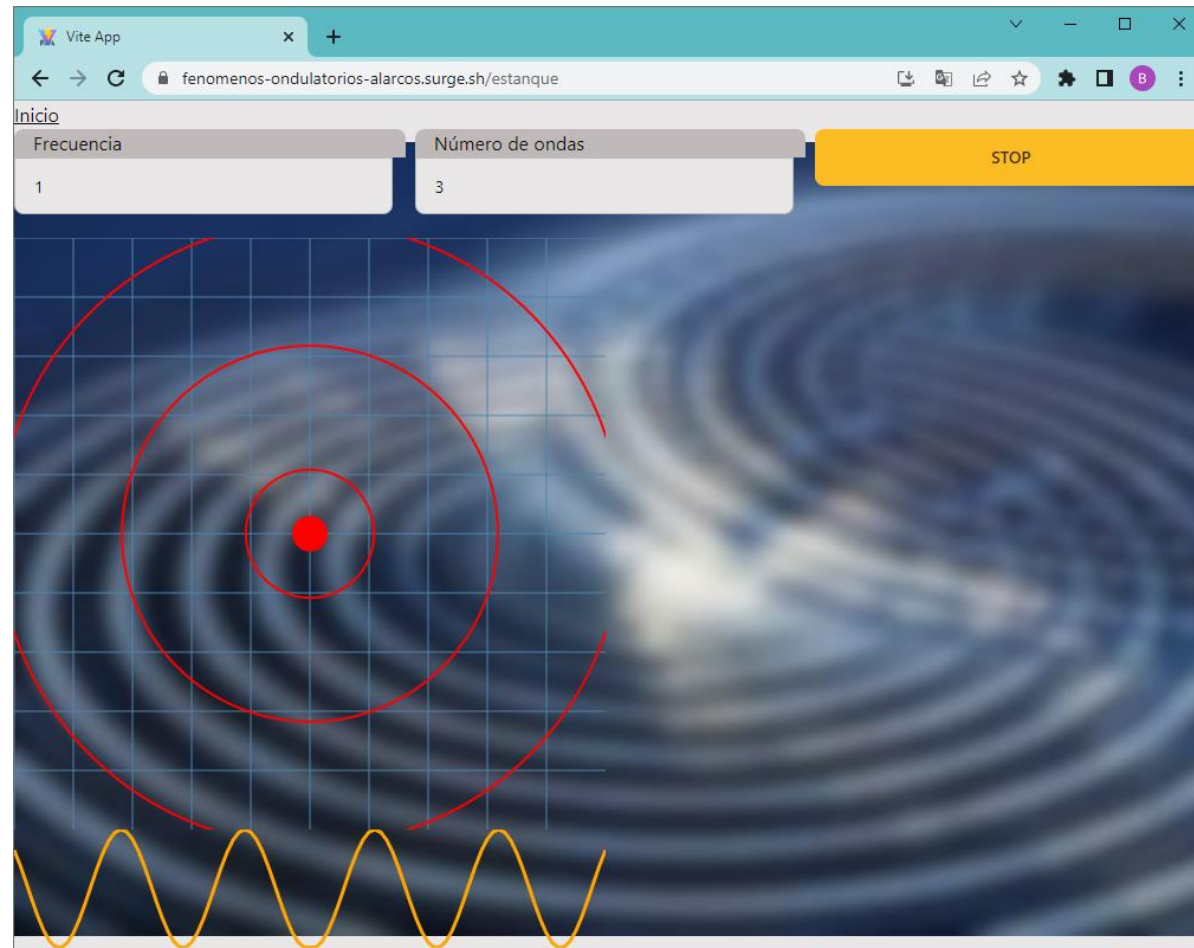 Vite App
fenomenos-ondulatorios-alarcos.surge.sh/estanque
B
Inicio
Frecuencia
Número de ondas
STOP
1
3